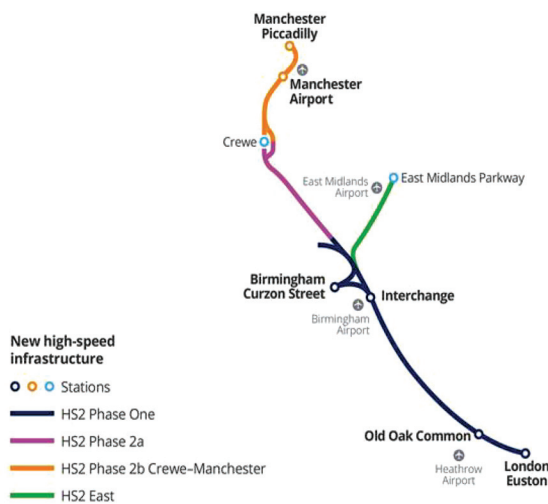 Manchester
Piccadilly
Manchester
Airport
Crewe
East Midlands
Airport
East Midlands Parkway
Birmingham
Curzon Street
Interchange
Birmingham
Airport
New high-speed
infrastructure
Stations
HS2 Phase One
HS2 Phase 2a
HS2 Phase 2b Crewe–Manchester
HS2 East
Old Oak Common
Heathrow
Airport
London
Euston